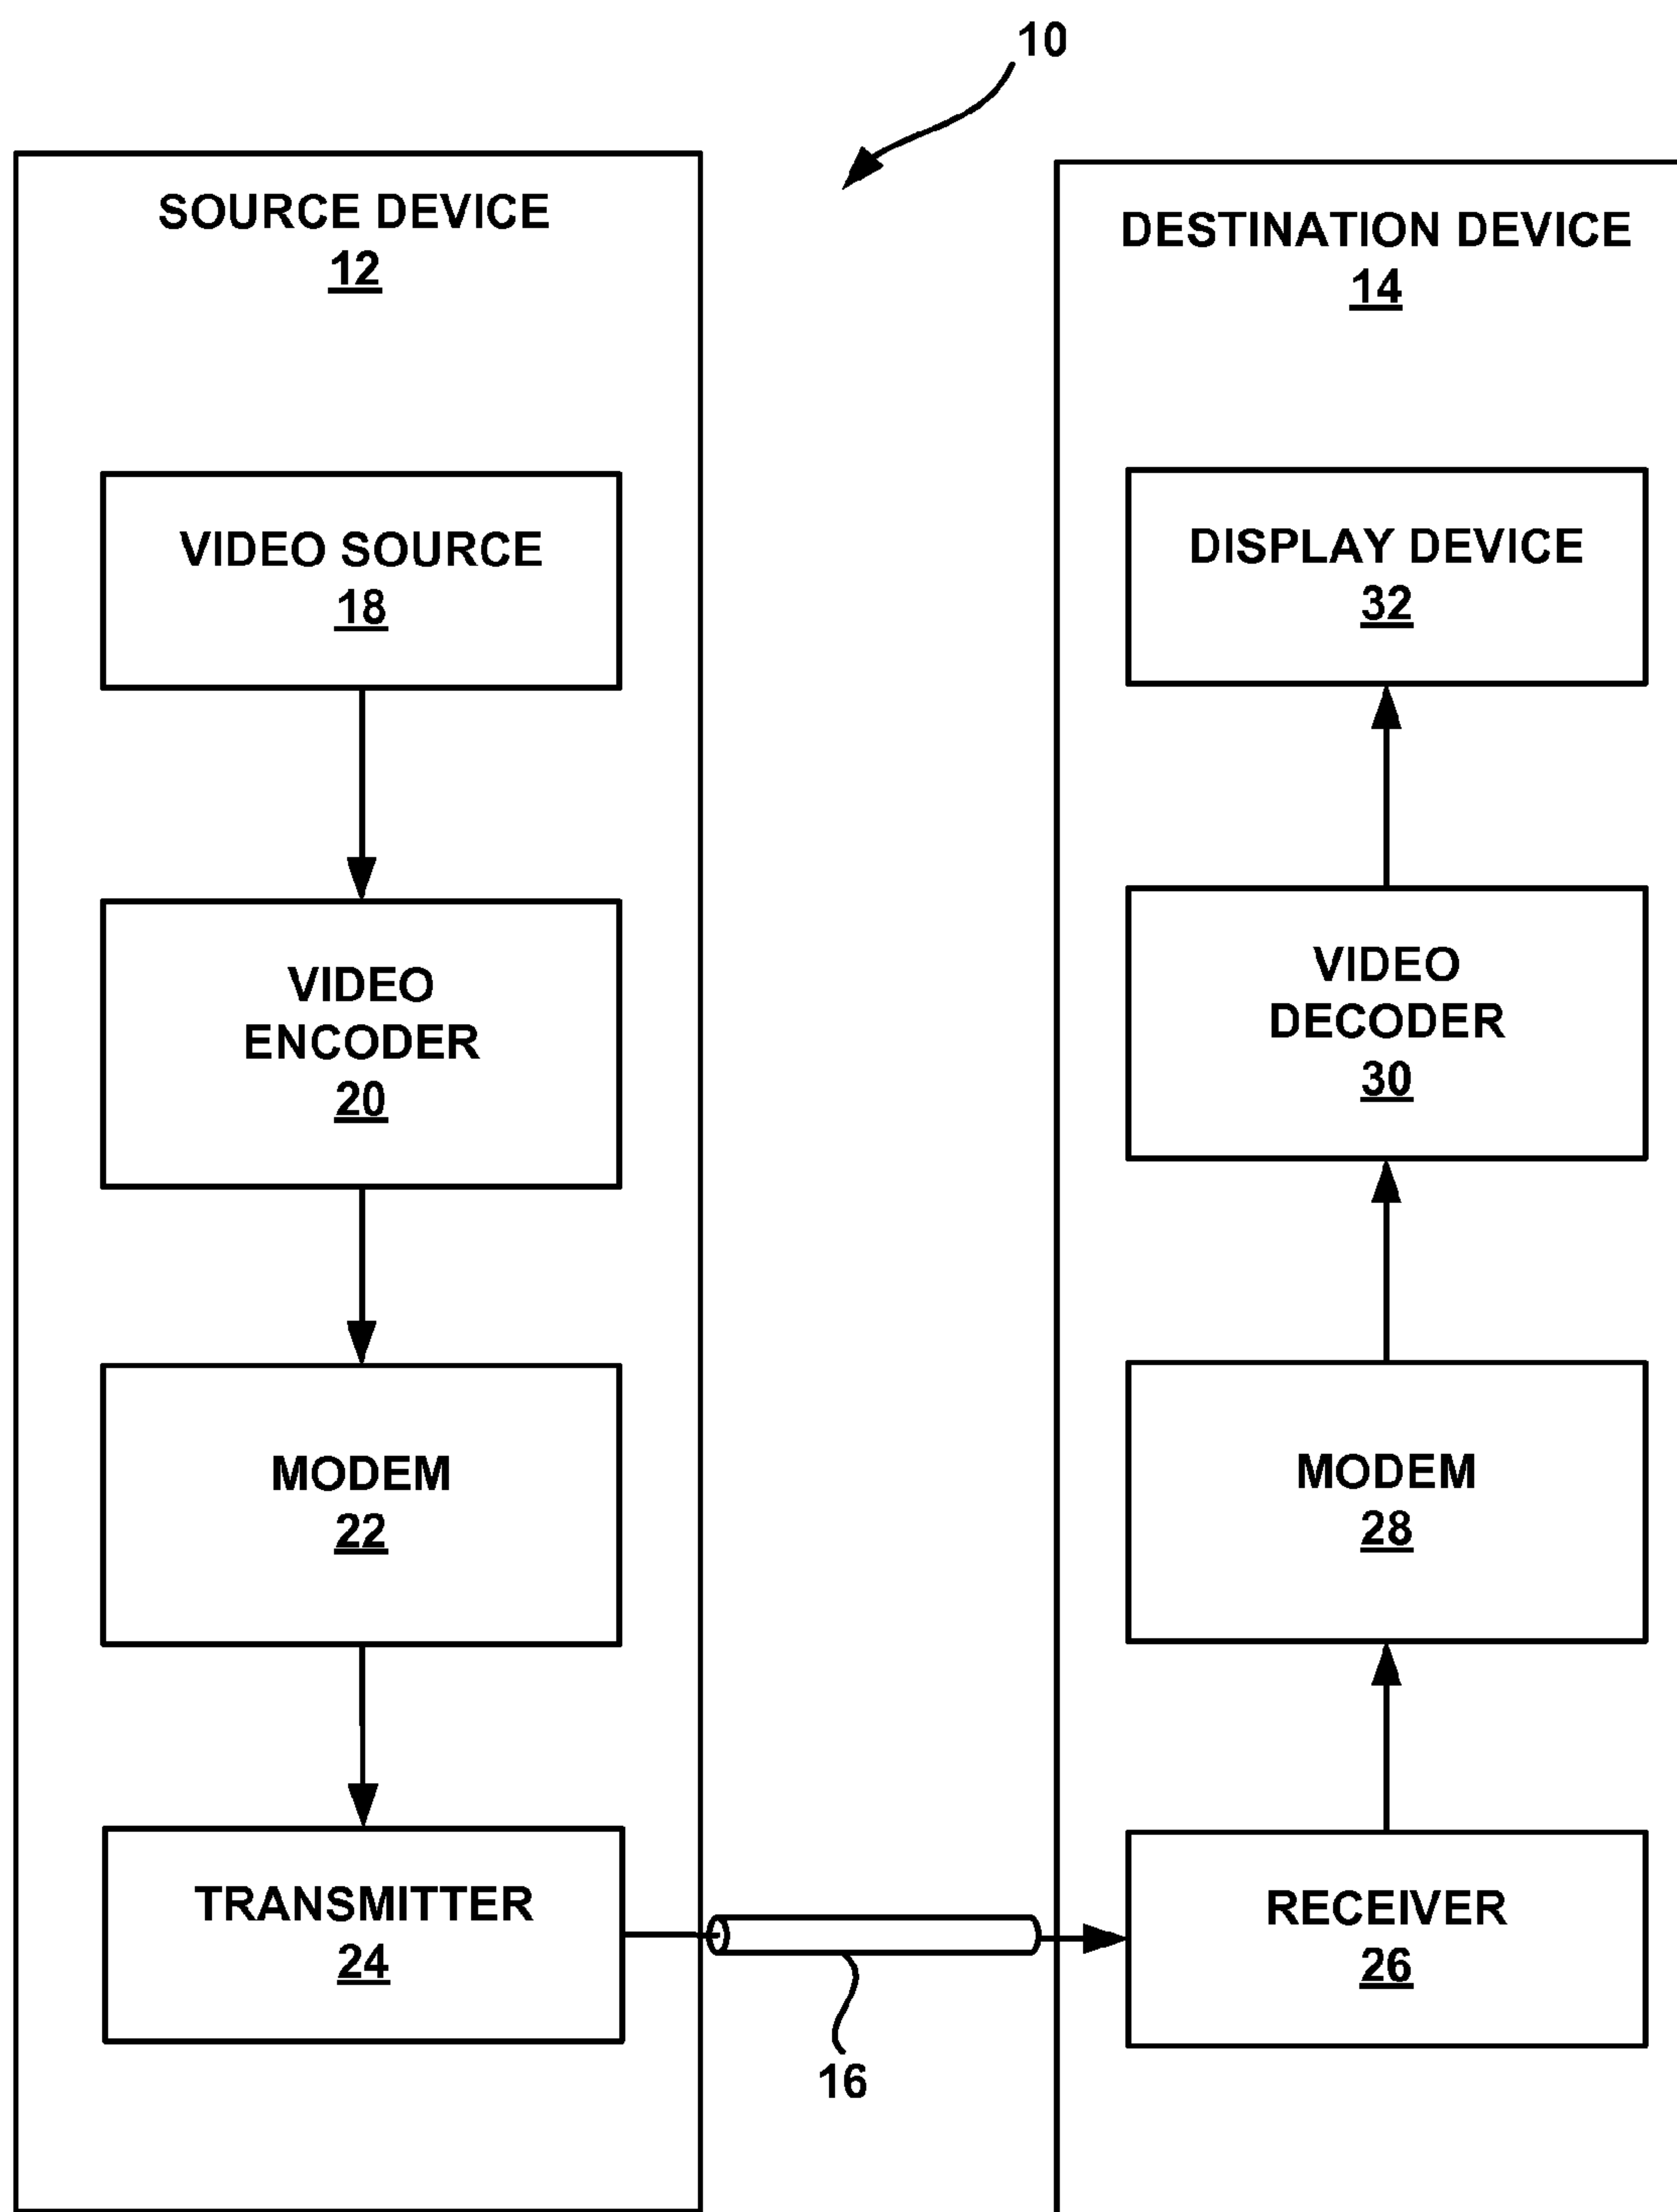 10
SOURCE DEVICE
12
VIDEO SOURCE
18
VIDEO
ENCODER
20
MODEM
22
TRANSMITTER
24
16
DESTINATION DEVICE
14
DISPLAY DEVICE
32
VIDEO
DECODER
30
MODEM
28
RECEIVER
26